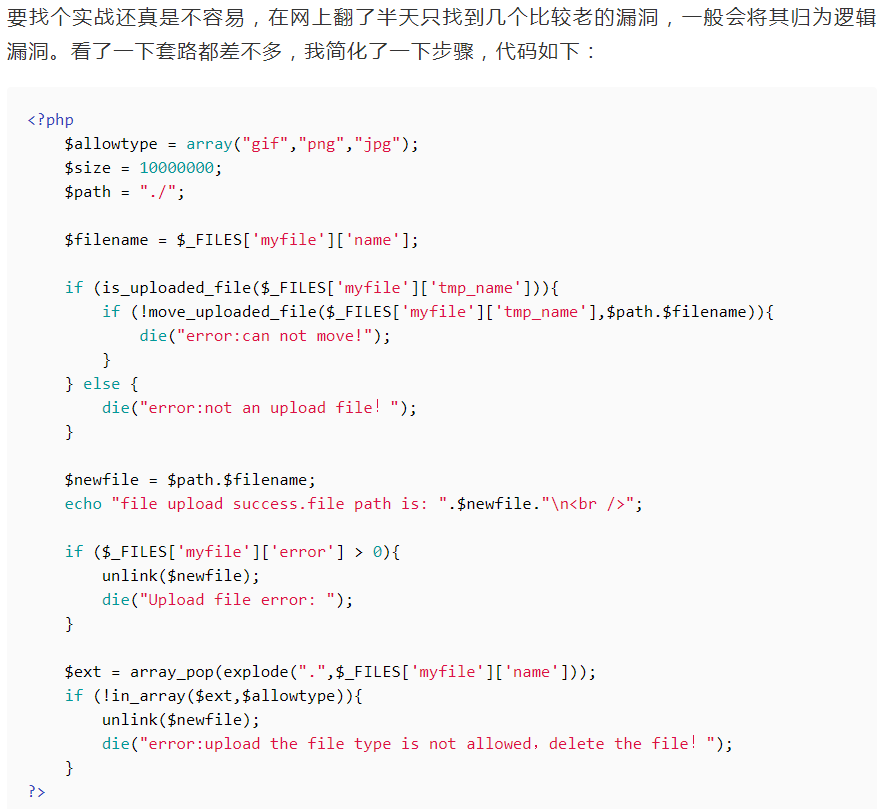 要找个实战还真是不容易，在网上翻了半天只找到几个比较老的漏洞，一般会将其归为逻辑
漏洞。看了一下套路都差不多，我简化了一下步骤，代码如下：
<?php
    $allowtype = array("gif","png","jpg");
    $size = 10000000;
    $path = "./";

    $filename = $_FILES['myfile']['name'];

    if (is_uploaded_file($_FILES['myfile']['tmp_name'])){
        if (!move_uploaded_file($_FILES['myfile']['tmp_name'],$path.$filename)){
            die("error:can not move!");
        }
    } else {
        die("error:not an upload file！");
    }

    $newfile = $path.$filename;
    echo "file upload success.file path is: ".$newfile."\n<br />";

    if ($_FILES['myfile']['error'] > 0){
        unlink($newfile);
        die("Upload file error: ");
    }

    $ext = array_pop(explode(".",$_FILES['myfile']['name']));
    if (!in_array($ext,$allowtype)){
        unlink($newfile);
        die("error:upload the file type is not allowed，delete the file！");
    }
?>